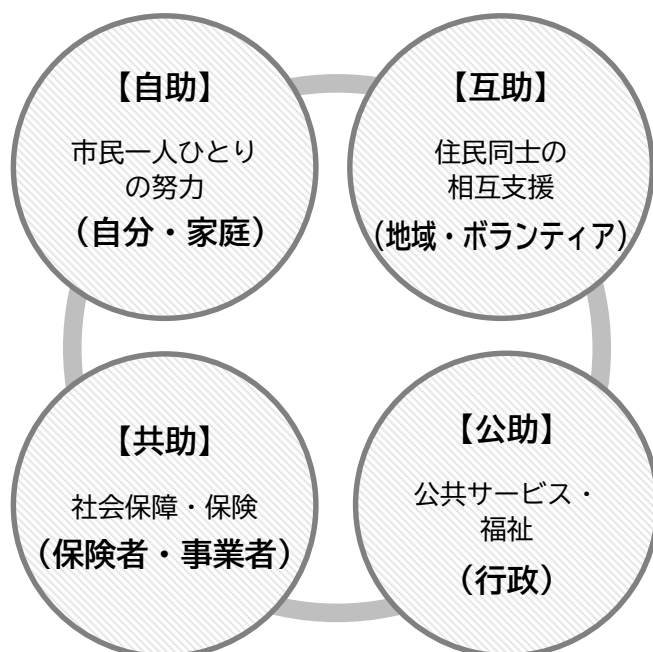 【自助】
市民一人ひとり
の努力
（自分・家庭）
【互助】
住民同士の
相互支援
（地域・ボランティア）
【共助】
社会保障・保険
（保険者・事業者）
【公助】
公共サービス・
福祉
（行政）